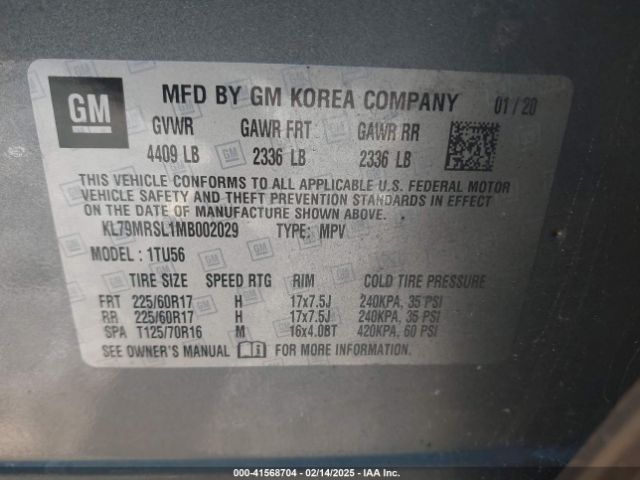 GM
MFD BY GM KOREA COMPANY 01 / 20
GVWR GAWR FRT GAWR RR
4409 LB 2336 LB 2336 LB
THIS VEHICLE CONFORMS TO ALL APPLICABLE U.S. FEDERAL MOTOR
VEHICLE SAFETY AND THEFT PREVENTION STANDARDS IN EFFECT
ON THE DATE OF MANUFACTURE SHOWN ABOVE.
KL79MRSL1MB002029 TYPE: MPV
MODEL : 1TU56
TIRE SIZE SPEED RTG RIM COLD TIRE PRESSURE
FRT 225/60R17 H 17x7.5J 240KPA, 35 PSI
RR 225/60R17 H 17x7.5J 240KPA, 35 PSI
SPA T125/70R16 M 16x4.0BT 420KPA, 60 PSI
SEE OWNER'S MANUAL FOR MORE INFORMATION.
000-41568704 - 02/14/2025 - IAAI.CA